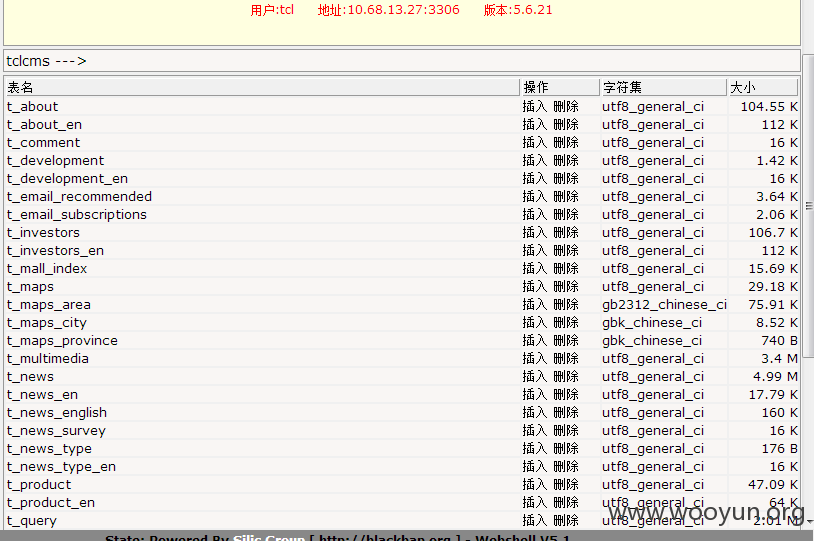 用户:tcl 地址:10.68.13.27:3306 版本:5.6.21
tclcms --->
表名 操作 字符集 大小
t_about 插入 删除 utf8_general_ci 104.55 K
t_about_en 插入 删除 utf8_general_ci 112 K
t_comment 插入 删除 utf8_general_ci 16 K
t_development 插入 删除 utf8_general_ci 1.42 K
t_development_en 插入 删除 utf8_general_ci 16 K
t_email_recommended 插入 删除 utf8_general_ci 3.64 K
t_email_subscriptions 插入 删除 utf8_general_ci 2.06 K
t_investors 插入 删除 utf8_general_ci 106.7 K
t_investors_en 插入 删除 utf8_general_ci 112 K
t_mall_index 插入 删除 utf8_general_ci 15.69 K
t_maps 插入 删除 utf8_general_ci 29.18 K
t_maps_area 插入 删除 gb2312_chinese_ci 75.91 K
t_maps_city 插入 删除 gbk_chinese_ci 8.52 K
t_maps_province 插入 删除 gbk_chinese_ci 740 B
t_multimedia 插入 删除 utf8_general_ci 3.4 M
t_news 插入 删除 utf8_general_ci 4.99 M
t_news_en 插入 删除 utf8_general_ci 17.79 K
t_news_english 插入 删除 utf8_general_ci 160 K
t_news_survey 插入 删除 utf8_general_ci 16 K
t_news_type 插入 删除 utf8_general_ci 176 B
t_news_type_en 插入 删除 utf8_general_ci 16 K
t_product 插入 删除 utf8_general_ci 47.09 K
t_product_en 插入 删除 utf8_general_ci 64 K
t_query 插入 删除 utf8_general_ci 2.01 M
www.wooyun.org
State: Powered By Silic Group [ http://blackbap.org ] - Webshell V5.1